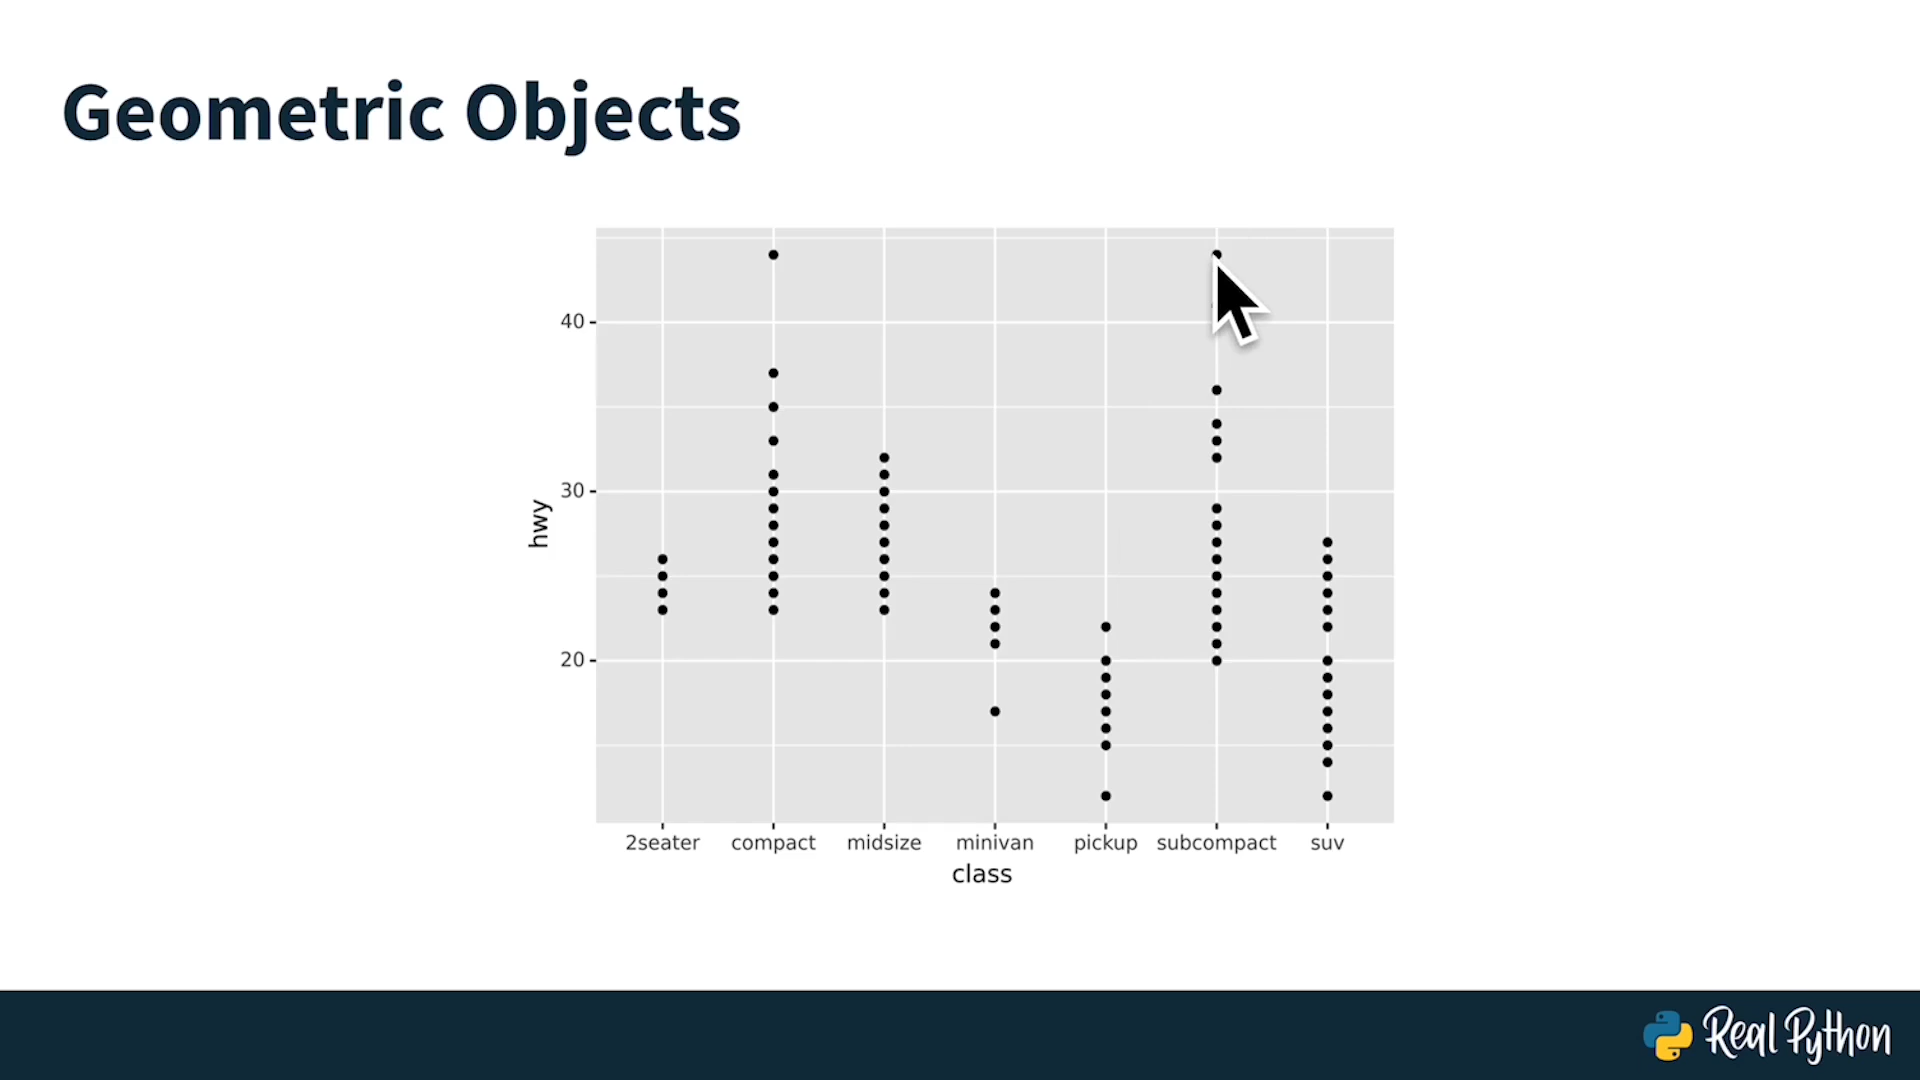 Geometric Objects
40
30
20
hwy
2seater compact midsize minivan pickup subcompact suv
class
Real Python